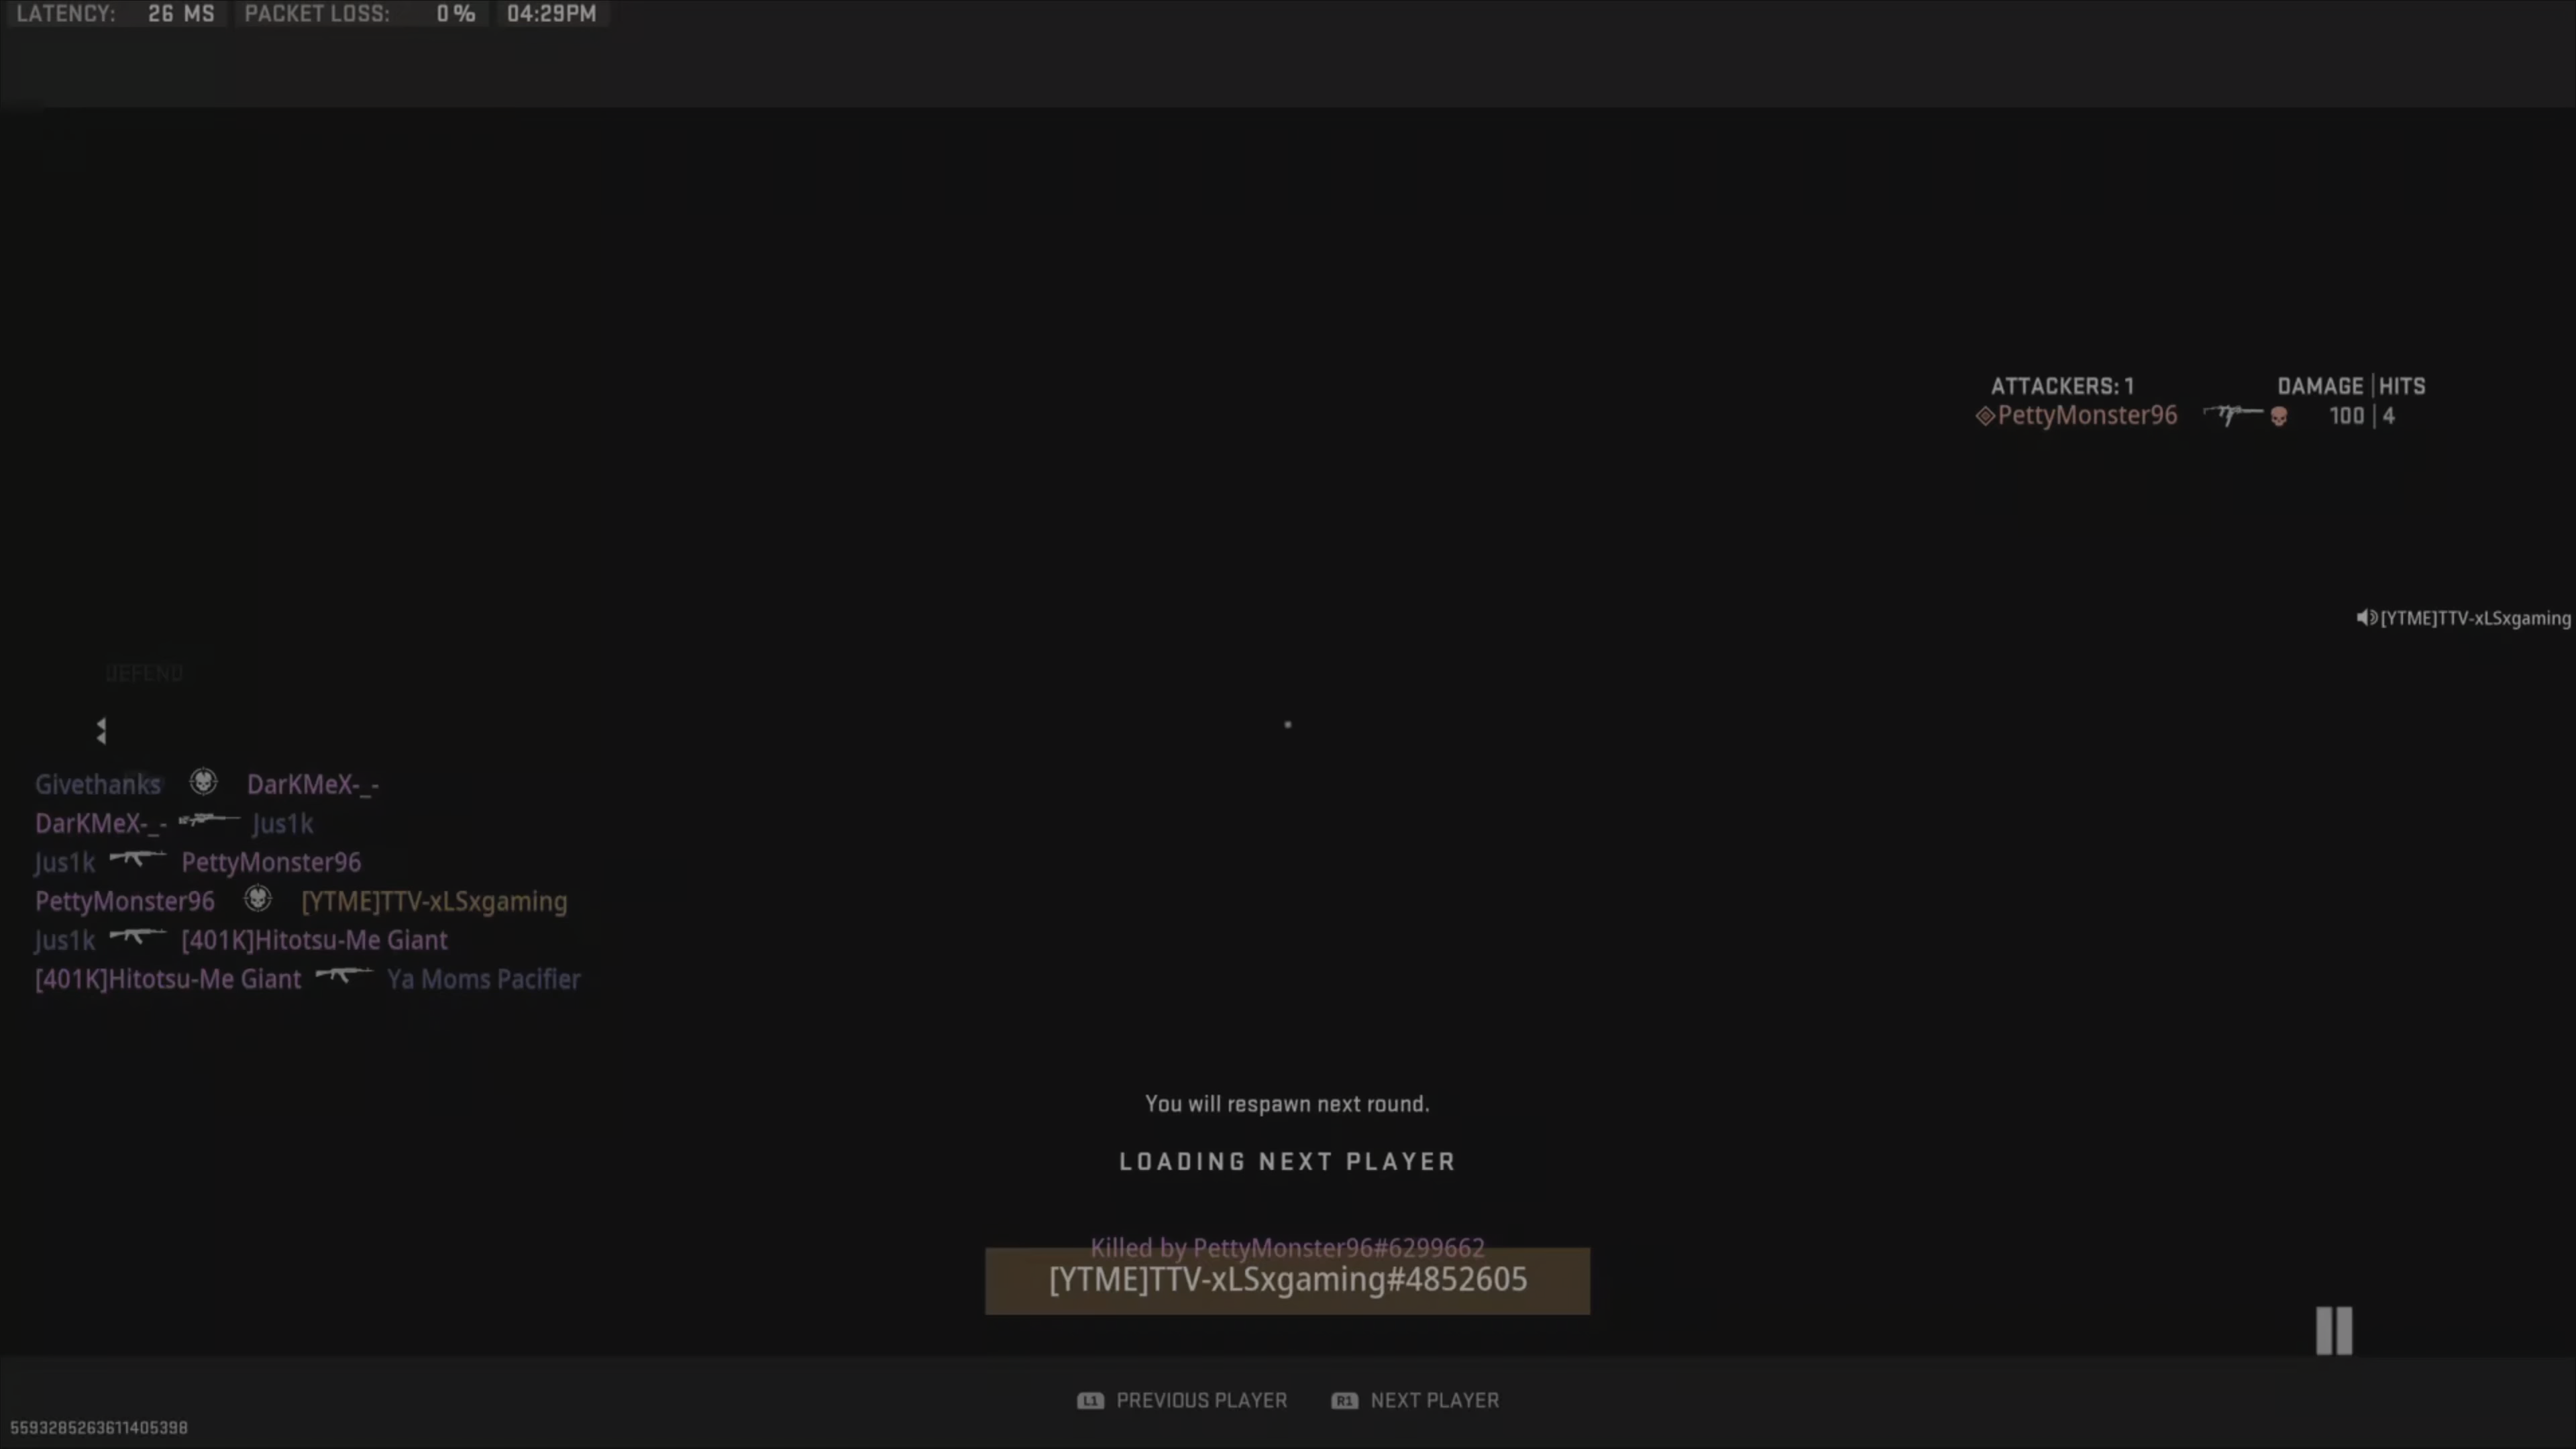 LATENCY: 26 MS PACKET LOSS: 0% 04:29PM
ATTACKERS: 1 DAMAGE HITS
PettyMonster96 100 4
[YTME]TTV-xLSxgaming
DEFEND
Givethanks DarKMeX-_-
DarKMeX-_- Jus1k
Jus1k PettyMonster96
PettyMonster96 [YTME]TTV-xLSxgaming
Jus1k [401K]Hitotsu-Me Giant
[401K]Hitotsu-Me Giant Ya Moms Pacifier
You will respawn next round.
LOADING NEXT PLAYER
Killed by PettyMonster96#6299662
[YTME]TTV-xLSxgaming#4852605
L1 PREVIOUS PLAYER R1 NEXT PLAYER
5593285263611405398